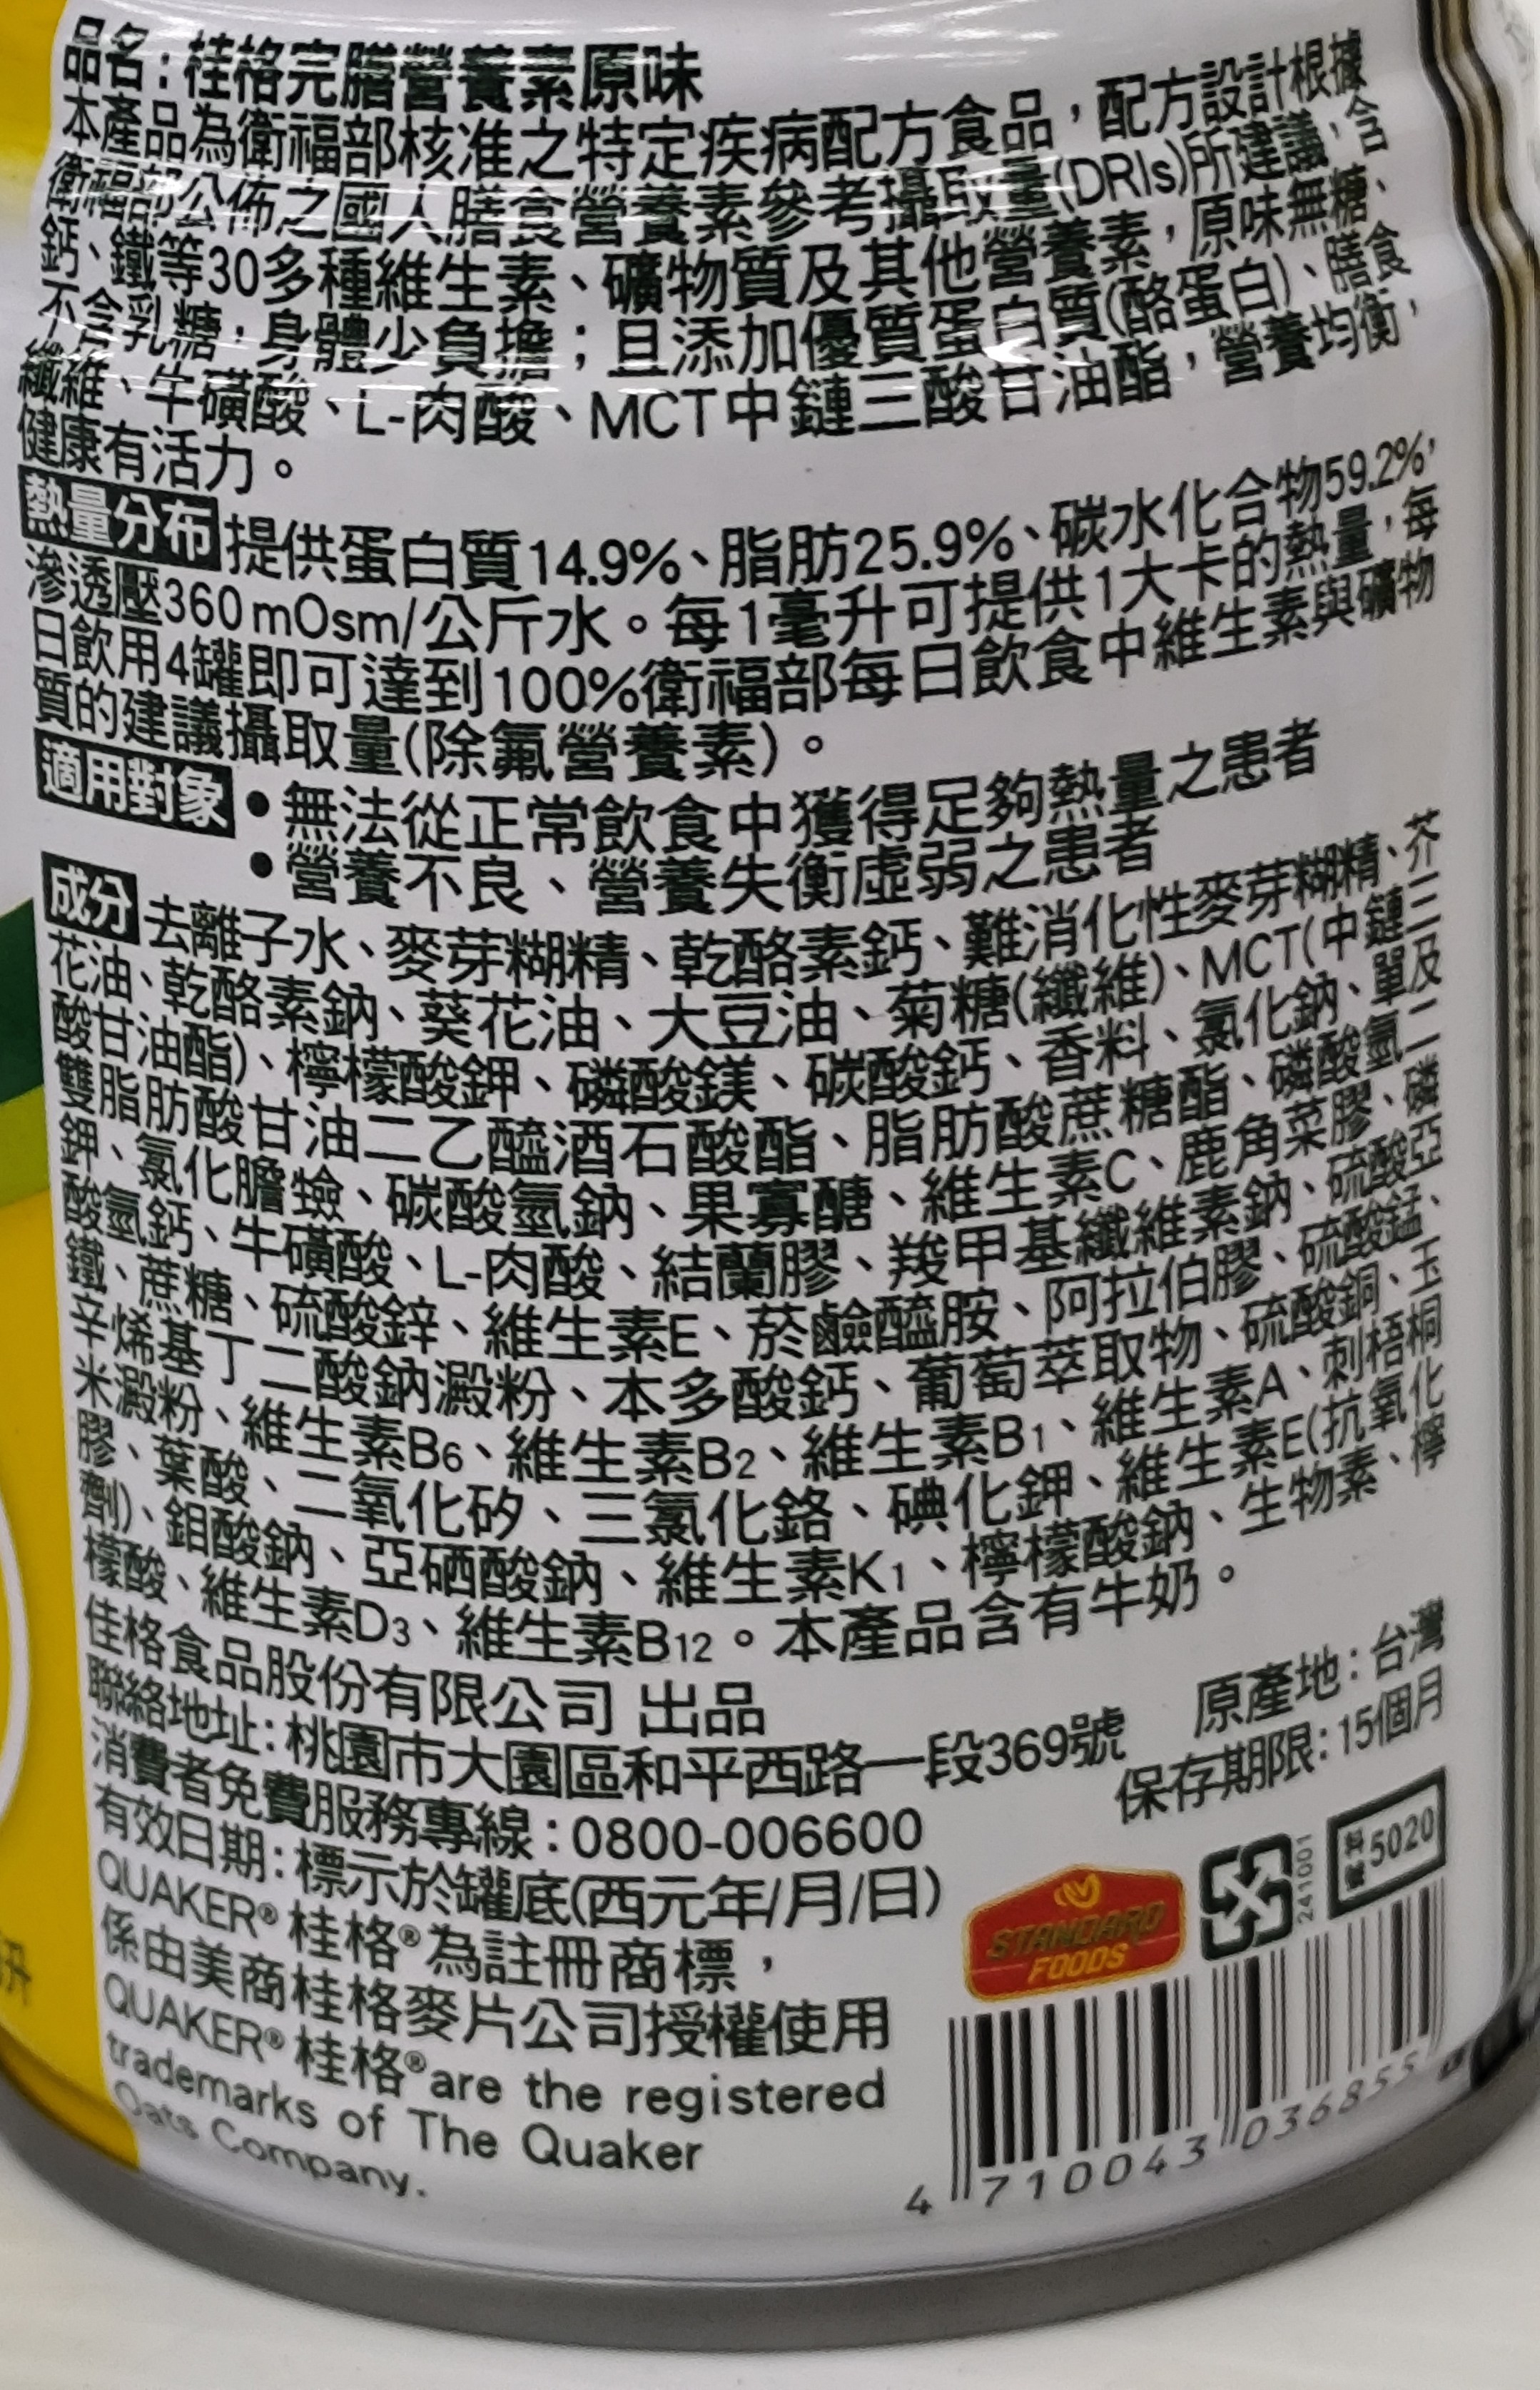 品名:桂格完膳營養素原味
本產品為衛福部核准之特定疾病配方食品,配方設計根據
衛福部公佈之國人膳食營養素參考攝取量(DRIs)所建議,含
鈣、鐵等30多種維生素、礦物質及其他營養素,原味無糖、
不含乳糖,身體少負擔;且添加優質蛋白質(酪蛋白)、膳食
纖維、牛磺酸、L-肉酸、MCT中鏈三酸甘油酯,營養均衡,
健康有活力。
熱量分布 提供蛋白質14.9%、脂肪25.9%、碳水化合物59.2%,
滲透壓360mOsm/公斤水。每1毫升可提供1大卡的熱量,每
日飲用4罐即可達到100%衛福部每日飲食中維生素與礦物
質的建議攝取量(除氟營養素)。
適用對象 •無法從正常飲食中獲得足夠熱量之患者
•營養不良、營養失衡虛弱之患者
成分 去離子水、麥芽糊精、乾酪素鈣、難消化性麥芽糊精、芥
花油、乾酪素鈉、葵花油、大豆油、菊糖(纖維)、MCT(中鏈三
酸甘油酯)、檸檬酸鉀、磷酸鎂、碳酸鈣、香料、氯化鈉、單及
雙脂肪酸甘油二乙醯酒石酸酯、脂肪酸蔗糖酯、磷酸氫二
鉀、氯化膽鹼、碳酸氫鈉、果寡醣、維生素C、鹿角菜膠、磷
酸氫鈣、牛磺酸、L-肉酸、結蘭膠、羧甲基纖維素鈉、硫酸亞
鐵、蔗糖、硫酸鋅、維生素E、菸鹼醯胺、阿拉伯膠、硫酸錳、
辛烯基丁二酸鈉澱粉、本多酸鈣、葡萄萃取物、硫酸銅、玉
米澱粉、維生素B6、維生素B2、維生素B1、維生素A、刺梧桐
膠、葉酸、二氧化矽、三氯化鉻、碘化鉀、維生素E(抗氧化
劑)、鉬酸鈉、亞硒酸鈉、維生素K1、檸檬酸鈉、生物素、檸
檬酸、維生素D3、維生素B12。本產品含有牛奶。
佳格食品股份有限公司 出品
原產地:台灣
聯絡地址:桃園市大園區和平西路一段369號
保存期限:15個月
消費者免費服務專線:0800-006600
有效日期:標示於罐底(西元年/月/日)
QUAKER® 桂格®為註冊商標,
係由美商桂格麥片公司授權使用
QUAKER® 桂格®are the registered
trademarks of The Quaker
Oats Company.
STANDARD
FOODS
241001
料號 5020
4 710043 036855